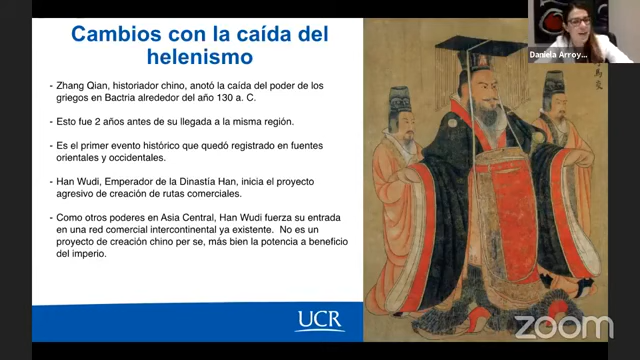 Cambios con la caída del
helenismo
- Zhang Qian, historiador chino, anotó la caída del poder de los
griegos en Bactria alrededor del año 130 a. C.
- Esto fue 2 años antes de su llegada a la misma región.
- Es el primer evento histórico que quedó registrado en fuentes
orientales y occidentales.
- Han Wudi, Emperador de la Dinastía Han, inicia el proyecto
agresivo de creación de rutas comerciales.
- Como otros poderes en Asia Central, Han Wudi fuerza su entrada
en una red comercial intercontinental ya existente. No es un
proyecto de creación chino per se, más bien la potencia a beneficio
del imperio.
UCR
Daniela Arroy...
zoom